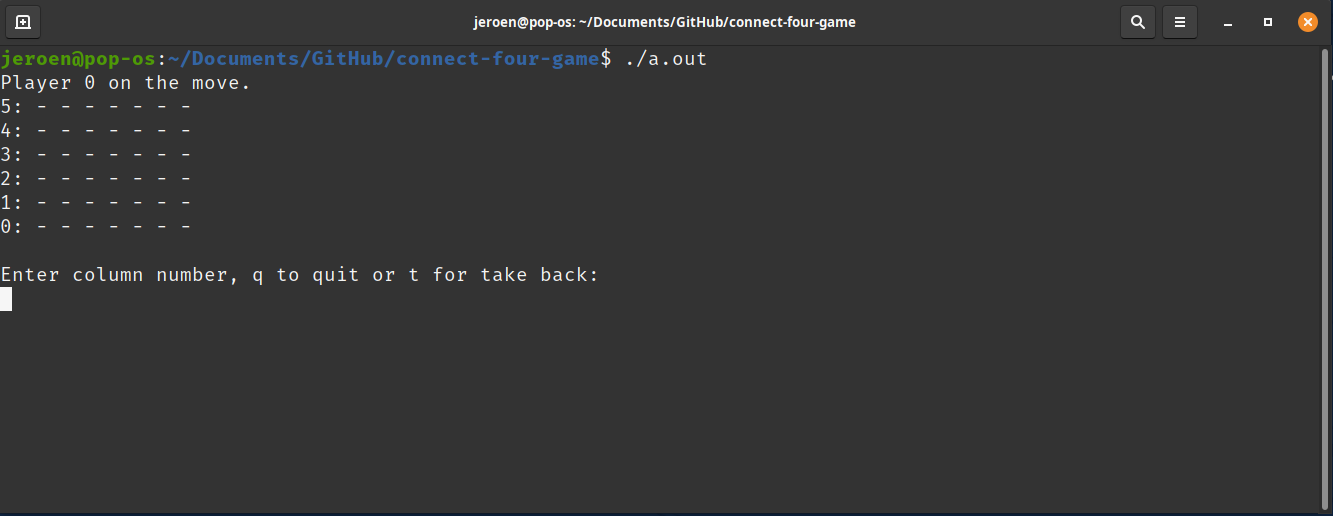 jeroen@pop-os: ~/Documents/GitHub/connect-four-game
jeroen@pop-os:~/Documents/GitHub/connect-four-game$ ./a.out
Player 0 on the move.
5: - - - - - - -
4: - - - - - - -
3: - - - - - - -
2: - - - - - - -
1: - - - - - - -
0: - - - - - - -
Enter column number, q to quit or t for take back: